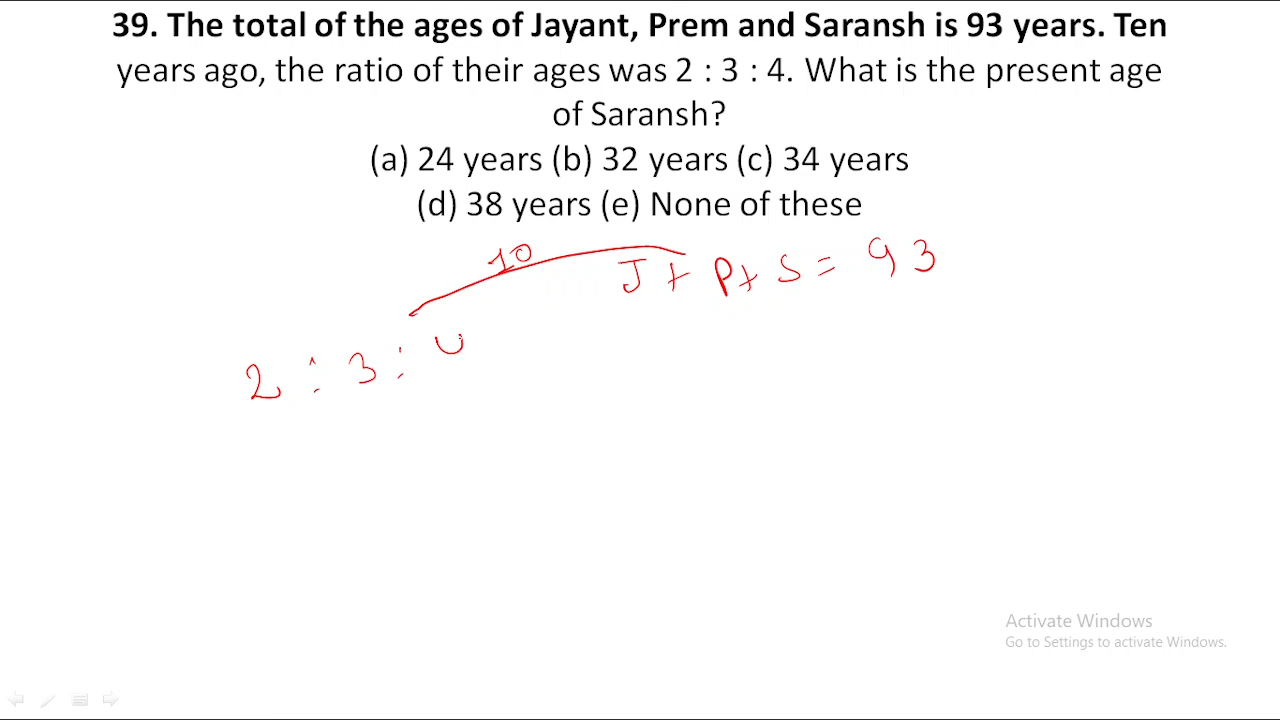 39. The total of the ages of Jayant, Prem and Saransh is 93 years. Ten
years ago, the ratio of their ages was 2 : 3 : 4. What is the present age
of Saransh?
(a) 24 years (b) 32 years (c) 34 years
(d) 38 years (e) None of these
10
J + P + S = 93
2 : 3 :
Activate Windows
Go to Settings to activate Windows.